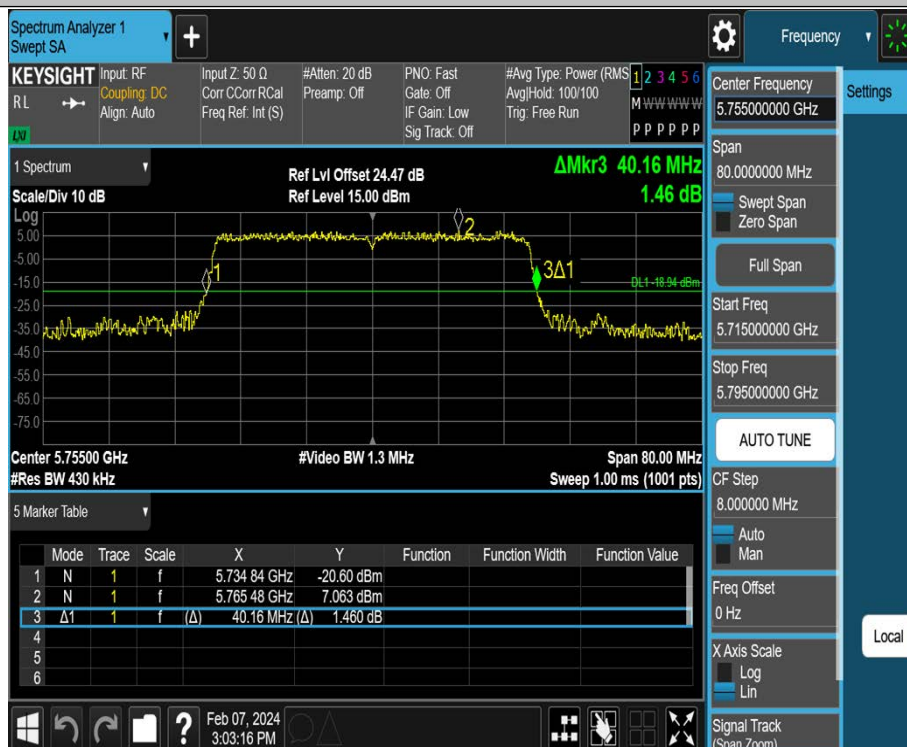 Spectrum Analyzer 1
Swept SA
Frequency
KEYSIGHT
RL
LXI
Input: RF
Coupling: DC
Align: Auto
Input Z: 50 Ω
Corr CCorr RCal
Freq Ref: Int (S)
#Atten: 20 dB
Preamp: Off
PNO: Fast
Gate: Off
IF Gain: Low
Sig Track: Off
#Avg Type: Power (RMS
Avg|Hold: 100/100
Trig: Free Run
1 2 3 4 5 6
M W W W W W
P P P P P P
1 Spectrum
Scale/Div 10 dB
Ref Lvl Offset 24.47 dB
Ref Level 15.00 dBm
ΔMkr3 40.16 MHz
1.46 dB
Log
5.00
-5.00
-15.0
-25.0
-35.0
-45.0
-55.0
-65.0
-75.0
1
2
3Δ1
DL1 -18.94 dBm
Center 5.75500 GHz
#Video BW 1.3 MHz
Span 80.00 MHz
#Res BW 430 kHz
Sweep 1.00 ms (1001 pts)
5 Marker Table
Mode Trace Scale X Y Function Function Width Function Value
1 N 1 f 5.734 84 GHz -20.60 dBm
2 N 1 f 5.765 48 GHz 7.063 dBm
3 Δ1 1 f (Δ) 40.16 MHz (Δ) 1.460 dB
4
5
6
?
Feb 07, 2024
3:03:16 PM
Center Frequency
5.755000000 GHz
Settings
Span
80.0000000 MHz
Swept Span
Zero Span
Full Span
Start Freq
5.715000000 GHz
Stop Freq
5.795000000 GHz
AUTO TUNE
CF Step
8.000000 MHz
Auto
Man
Freq Offset
0 Hz
X Axis Scale
Log
Lin
Local
Signal Track
(Span Zoom)